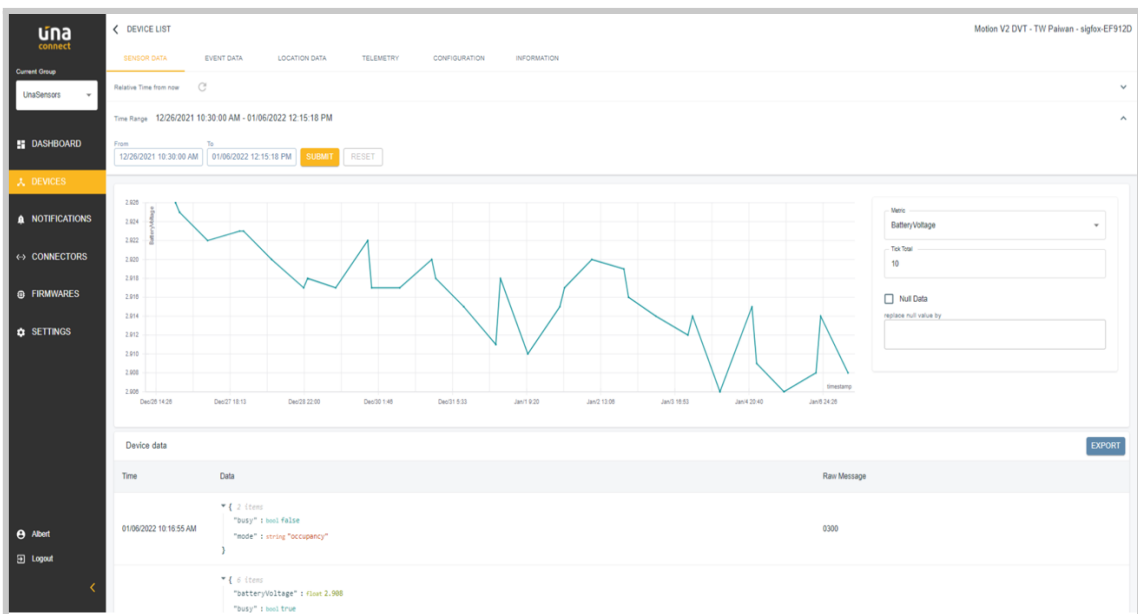 una
connect
Current Group
UnaSensors
DASHBOARD
DEVICES
NOTIFICATIONS
CONNECTORS
FIRMWARES
SETTINGS
Albert
Logout
DEVICE LIST
Motion V2 DVT - TW Paiwan - sigfox-EF912D
SENSOR DATA EVENT DATA LOCATION DATA TELEMETRY CONFIGURATION INFORMATION
Relative Time from now
Time Range 12/26/2021 10:30:00 AM - 01/06/2022 12:15:18 PM
From To
12/26/2021 10:30:00 AM 01/06/2022 12:15:18 PM SUBMIT RESET
2.926
2.924
2.922
2.920
2.918
2.916
2.914
2.912
2.910
2.908
2.906
BatteryVoltage
timestamp
Dec/26 14:26 Dec/27 18:13 Dec/28 22:00 Dec/30 1:46 Dec/31 5:33 Jan/1 9:20 Jan/2 13:06 Jan/3 16:53 Jan/4 20:40 Jan/5 24:26
Metric
BatteryVoltage
Tick Total
10
Null Data
replace null value by
Device data EXPORT
Time Data Raw Message
01/06/2022 10:16:55 AM
{ 2 items
"busy" : bool false
"mode" : string "occupancy"
}
0300
{ 6 items
"batteryVoltage" : float 2.908
"busy" : bool true